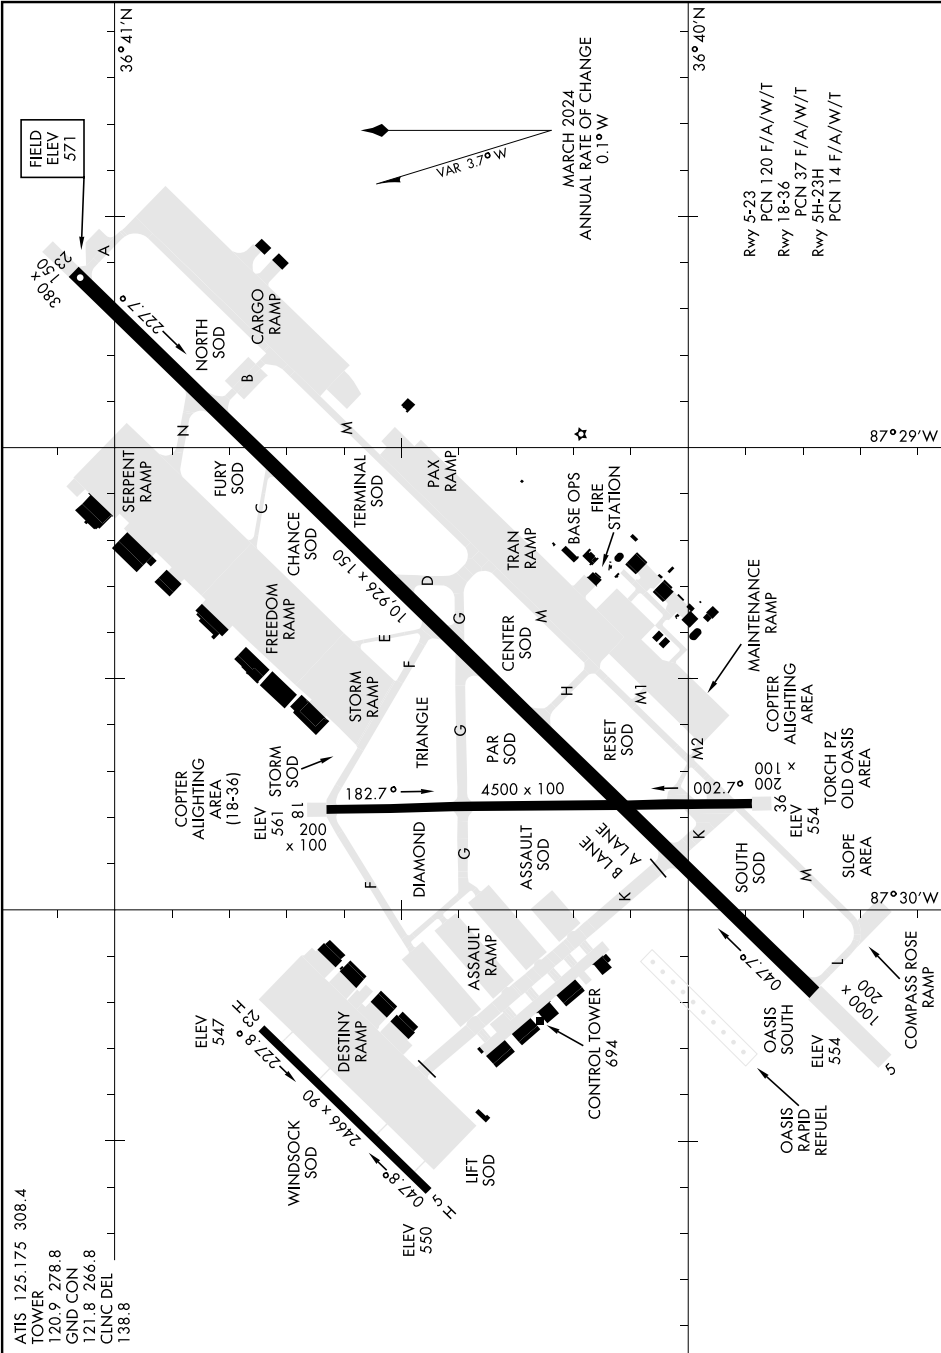 ATIS 125.175 308.4
TOWER
120.9 278.8
GND CON
121.8 266.8
CLNC DEL
138.8
36°41'N
36°40'N
87°29'W
87°30'W
FIELD
ELEV
571
VAR 3.7° W
MARCH 2024
ANNUAL RATE OF CHANGE
0.1° W
Rwy 5-23
PCN 120 F/A/W/T
Rwy 18-36
PCN 37 F/A/W/T
Rwy 5H-23H
PCN 14 F/A/W/T
380 x
150
23
A
227.7°
NORTH
SOD
CARGO
RAMP
B
N
M
SERPENT
RAMP
FURY
SOD
C
CHANCE
SOD
TERMINAL
SOD
PAX
RAMP
10,926 x 150
FREEDOM
RAMP
D
E
F
G
TRAN
RAMP
BASE OPS
FIRE
STATION
CENTER
SOD
M
H
M1
M2
MAINTENANCE
RAMP
STORM
RAMP
TRIANGLE
G
PAR
SOD
RESET
SOD
COPTER
ALIGHTING
AREA
COPTER
ALIGHTING
AREA
(18-36)
STORM
SOD
ELEV
561
18
200
x 100
182.7°
4500 x 100
002.7°
36
200
x 100
ELEV
554
TORCH PZ
OLD OASIS
AREA
SLOPE
AREA
F
DIAMOND
G
ASSAULT
SOD
B LANE
A LANE
K
K
SOUTH
SOD
M
L
COMPASS ROSE
RAMP
047.7°
1000 x
200
5
OASIS
SOUTH
ELEV
554
OASIS
RAPID
REFUEL
ASSAULT
RAMP
CONTROL TOWER
694
DESTINY
RAMP
ELEV
547
23 H
227.8°
2466 x 90
047.8°
5 H
ELEV
550
WINDSOCK
SOD
LIFT
SOD